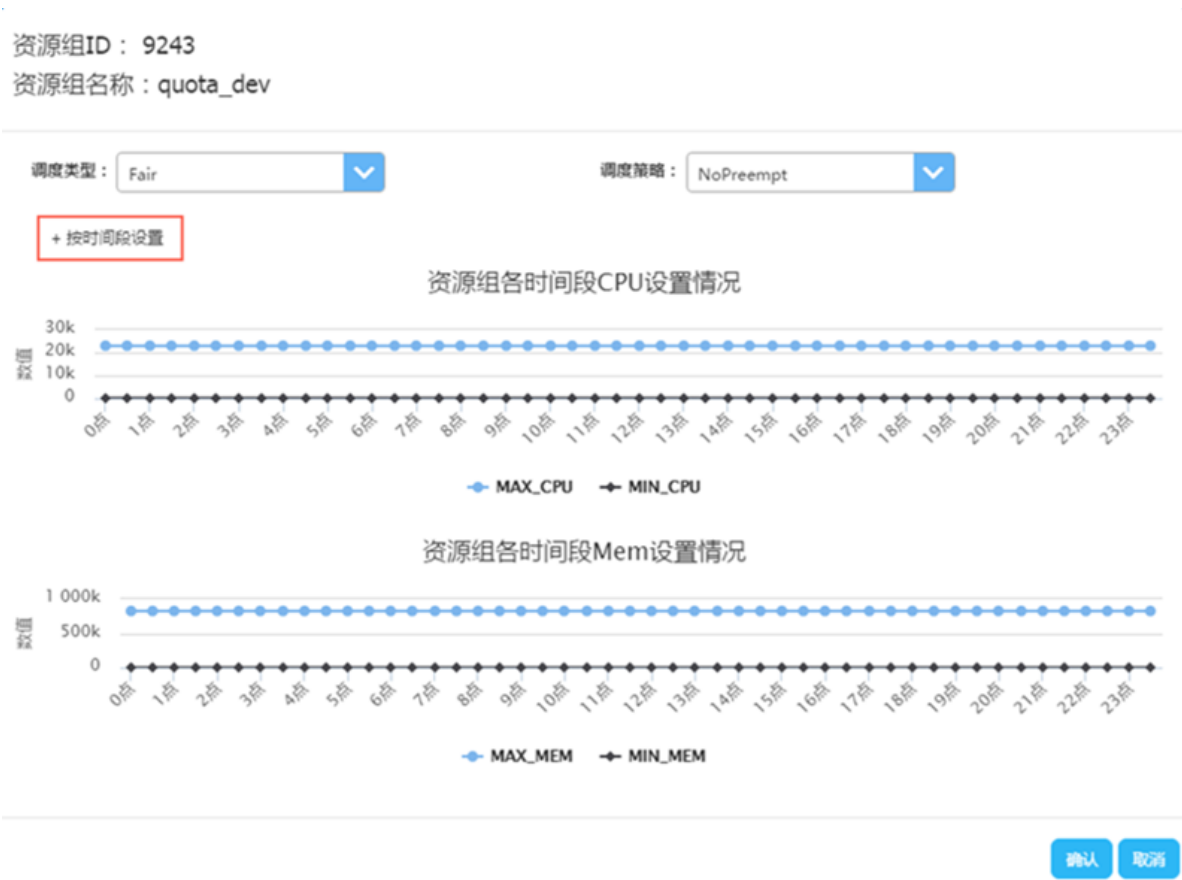 资源组ID： 9243
资源组名称：quota_dev
调度类型： Fair 调度策略： NoPreempt
+ 按时间段设置
资源组各时间段CPU设置情况
数值
30k
20k
10k
0
0点 1点 2点 3点 4点 5点 6点 7点 8点 9点 10点 11点 12点 13点 14点 15点 16点 17点 18点 19点 20点 21点 22点 23点
MAX_CPU MIN_CPU
资源组各时间段Mem设置情况
数值
1 000k
500k
0
0点 1点 2点 3点 4点 5点 6点 7点 8点 9点 10点 11点 12点 13点 14点 15点 16点 17点 18点 19点 20点 21点 22点 23点
MAX_MEM MIN_MEM
确认 取消